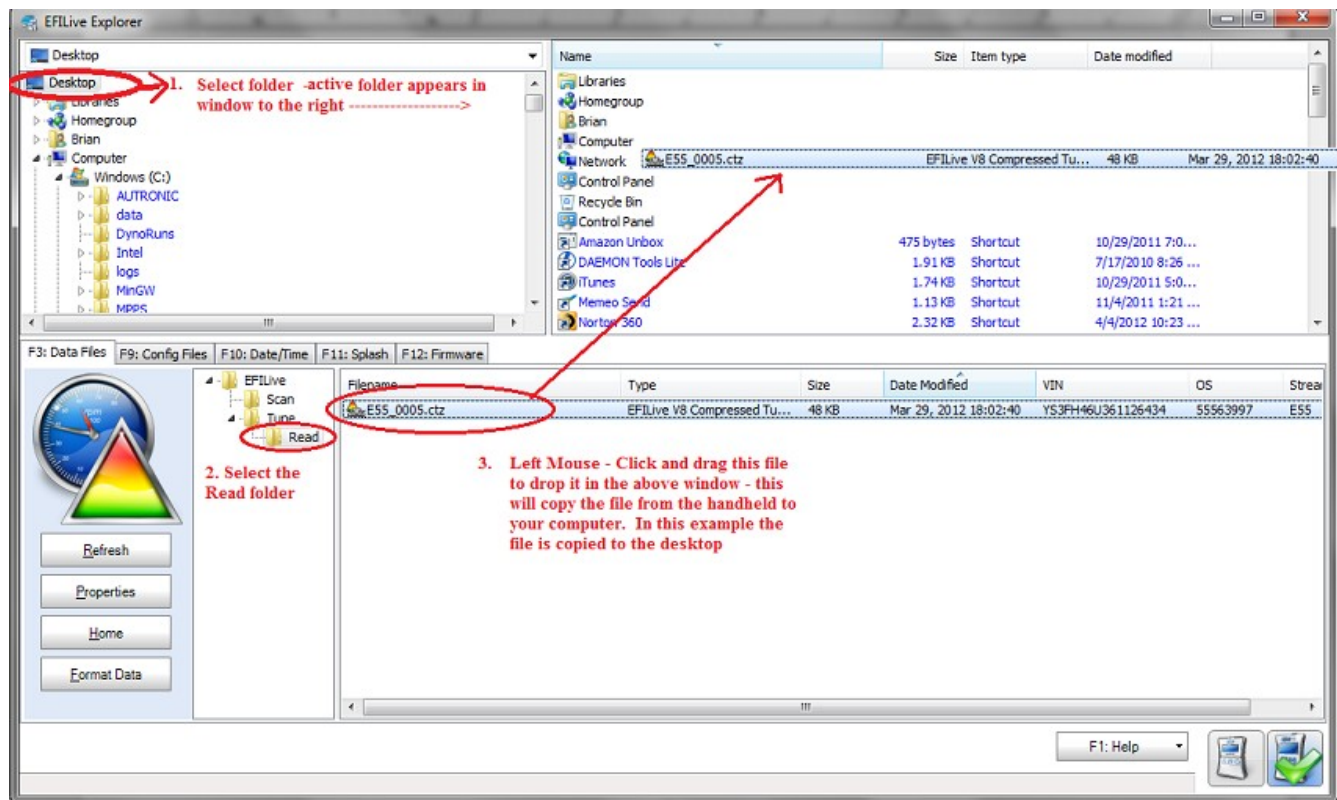 EFILive Explorer
Desktop
Desktop
Libraries
Homegroup
Brian
Computer
Windows (C:)
AUTRONIC
data
DynoRuns
Intel
logs
MinGW
MPPS
1. Select folder -active folder appears in
window to the right ------------------->
Name Size Item type Date modified
Libraries
Homegroup
Brian
Computer
Network E55_0005.ctz EFILive V8 Compressed Tu... 48 KB Mar 29, 2012 18:02:40
Control Panel
Recycle Bin
Control Panel
Amazon Unbox 475 bytes Shortcut 10/29/2011 7:0...
DAEMON Tools Lite 1.91 KB Shortcut 7/17/2010 8:26 ...
iTunes 1.74 KB Shortcut 10/29/2011 5:0...
Memeo Send 1.13 KB Shortcut 11/4/2011 1:21 ...
Norton 360 2.32 KB Shortcut 4/4/2012 10:23 ...
F3: Data Files F9: Config Files F10: Date/Time F11: Splash F12: Firmware
rpm
Refresh
Properties
Home
Format Data
EFILive
Scan
Tune
Read
2. Select the
Read folder
Filename Type Size Date Modified VIN OS Strea
E55_0005.ctz EFILive V8 Compressed Tu... 48 KB Mar 29, 2012 18:02:40 YS3FH46U361126434 55563997 E55
3. Left Mouse - Click and drag this file
to drop it in the above window - this
will copy the file from the handheld to
your computer. In this example the
file is copied to the desktop
F1: Help